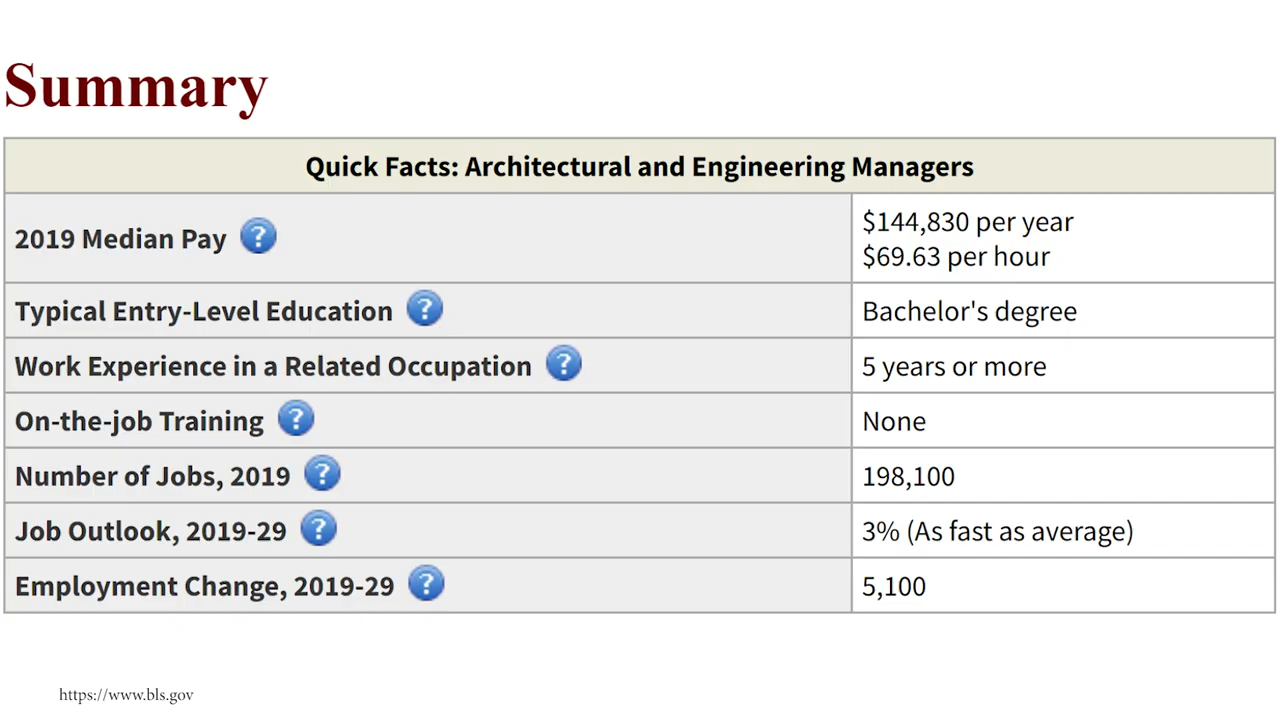 Summary
Quick Facts: Architectural and Engineering Managers
2019 Median Pay ?
$144,830 per year
$69.63 per hour
Typical Entry-Level Education ?
Bachelor's degree
Work Experience in a Related Occupation ?
5 years or more
On-the-job Training ?
None
Number of Jobs, 2019 ?
198,100
Job Outlook, 2019-29 ?
3% (As fast as average)
Employment Change, 2019-29 ?
5,100
https://www.bls.gov